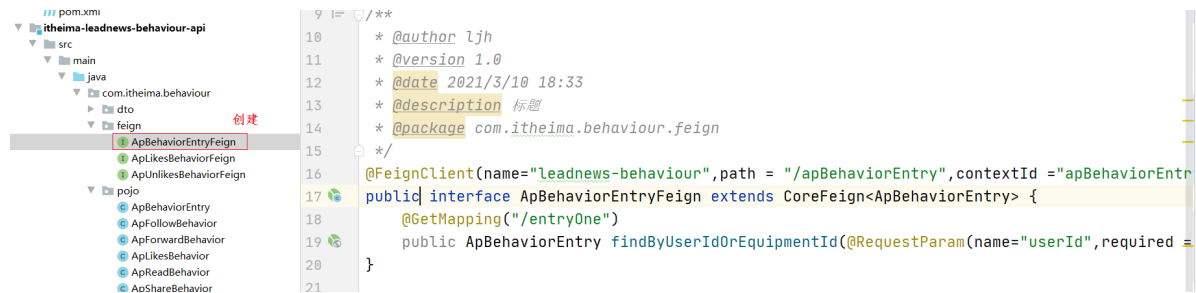 pom.xml
itheima-leadnews-behaviour-api
src
main
java
com.itheima.behaviour
dto
feign
创建
ApBehaviorEntryFeign
ApLikesBehaviorFeign
ApUnlikesBehaviorFeign
pojo
ApBehaviorEntry
ApFollowBehavior
ApForwardBehavior
ApLikesBehavior
ApReadBehavior
ApShareBehavior
9 /**
10 * @author ljh
11 * @version 1.0
12 * @date 2021/3/10 18:33
13 * @description 标题
14 * @package com.itheima.behaviour.feign
15 */
16 @FeignClient(name="leadnews-behaviour",path = "/apBehaviorEntry",contextId ="apBehaviorEntr
17 public interface ApBehaviorEntryFeign extends CoreFeign<ApBehaviorEntry> {
18 @GetMapping("/entryOne")
19 public ApBehaviorEntry findByUserIdOrEquipmentId(@RequestParam(name="userId",required =
20 }
21